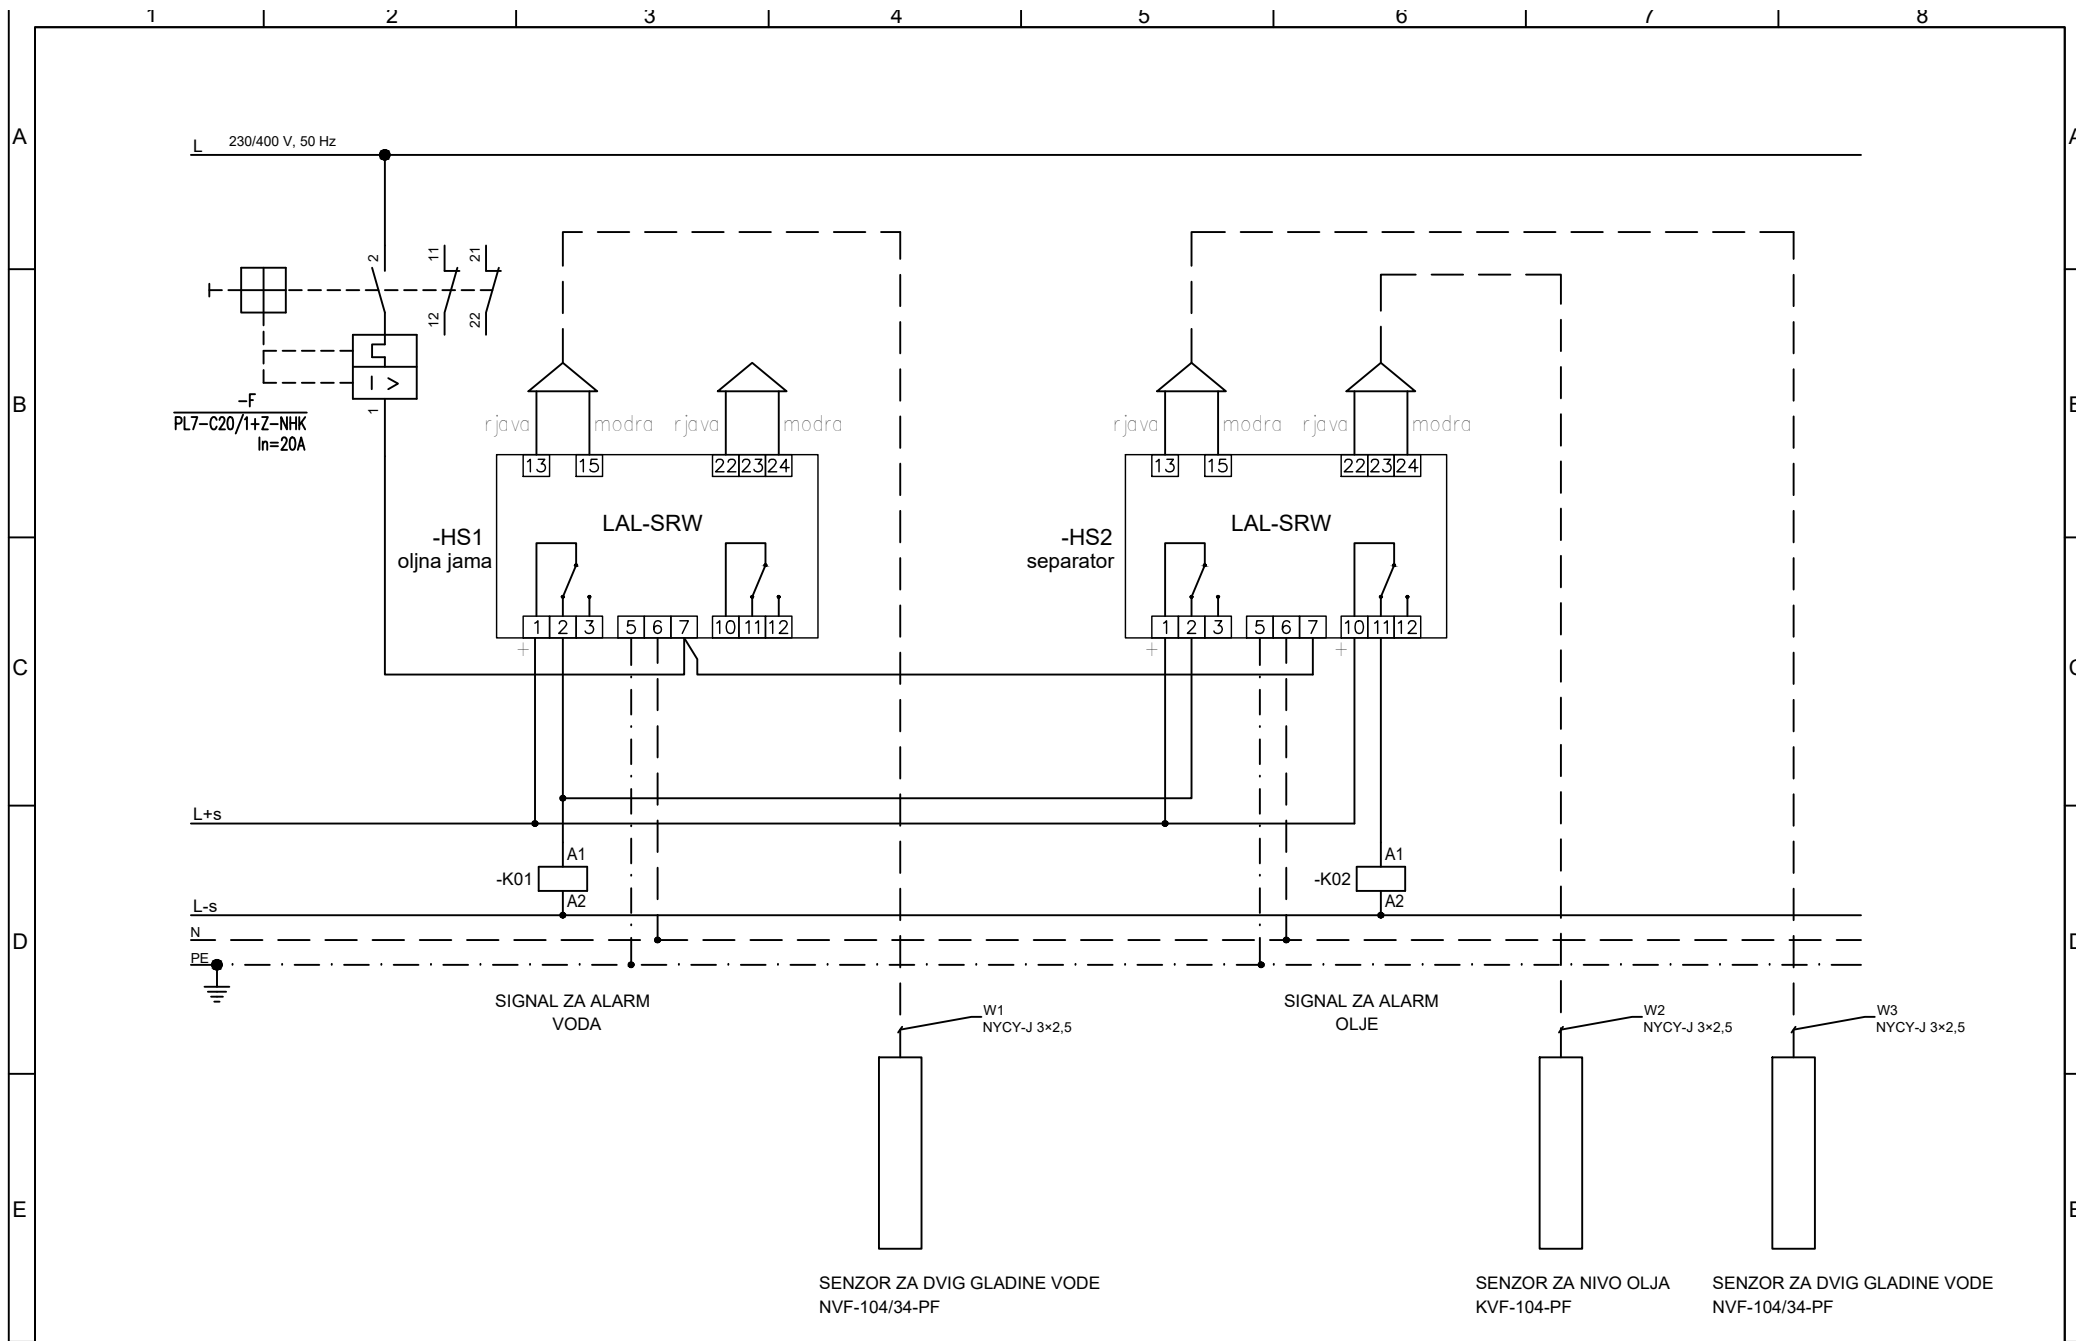 1 2 3 4 5 6 7 8
A
L 230/400 V, 50 Hz
2 11 21
12 22
B
-F
PL7-C20/1+Z-NHK
In=20A
I >
1
rjava modra rjava modra rjava modra rjava modra
13 15 22 23 24 13 15 22 23 24
LAL-SRW LAL-SRW
-HS1 -HS2
oljna jama separator
1 2 3 5 6 7 10 11 12 1 2 3 5 6 7 10 11 12
+ + +
C
L+s
A1 A1
-K01 -K02
A2 A2
L-s
N
D
PE
SIGNAL ZA ALARM SIGNAL ZA ALARM
VODA OLJE
W1 W2 W3
NYCY-J 3×2,5 NYCY-J 3×2,5 NYCY-J 3×2,5
E
SENZOR ZA DVIG GLADINE VODE SENZOR ZA NIVO OLJA SENZOR ZA DVIG GLADINE VODE
NVF-104/34-PF KVF-104-PF NVF-104/34-PF